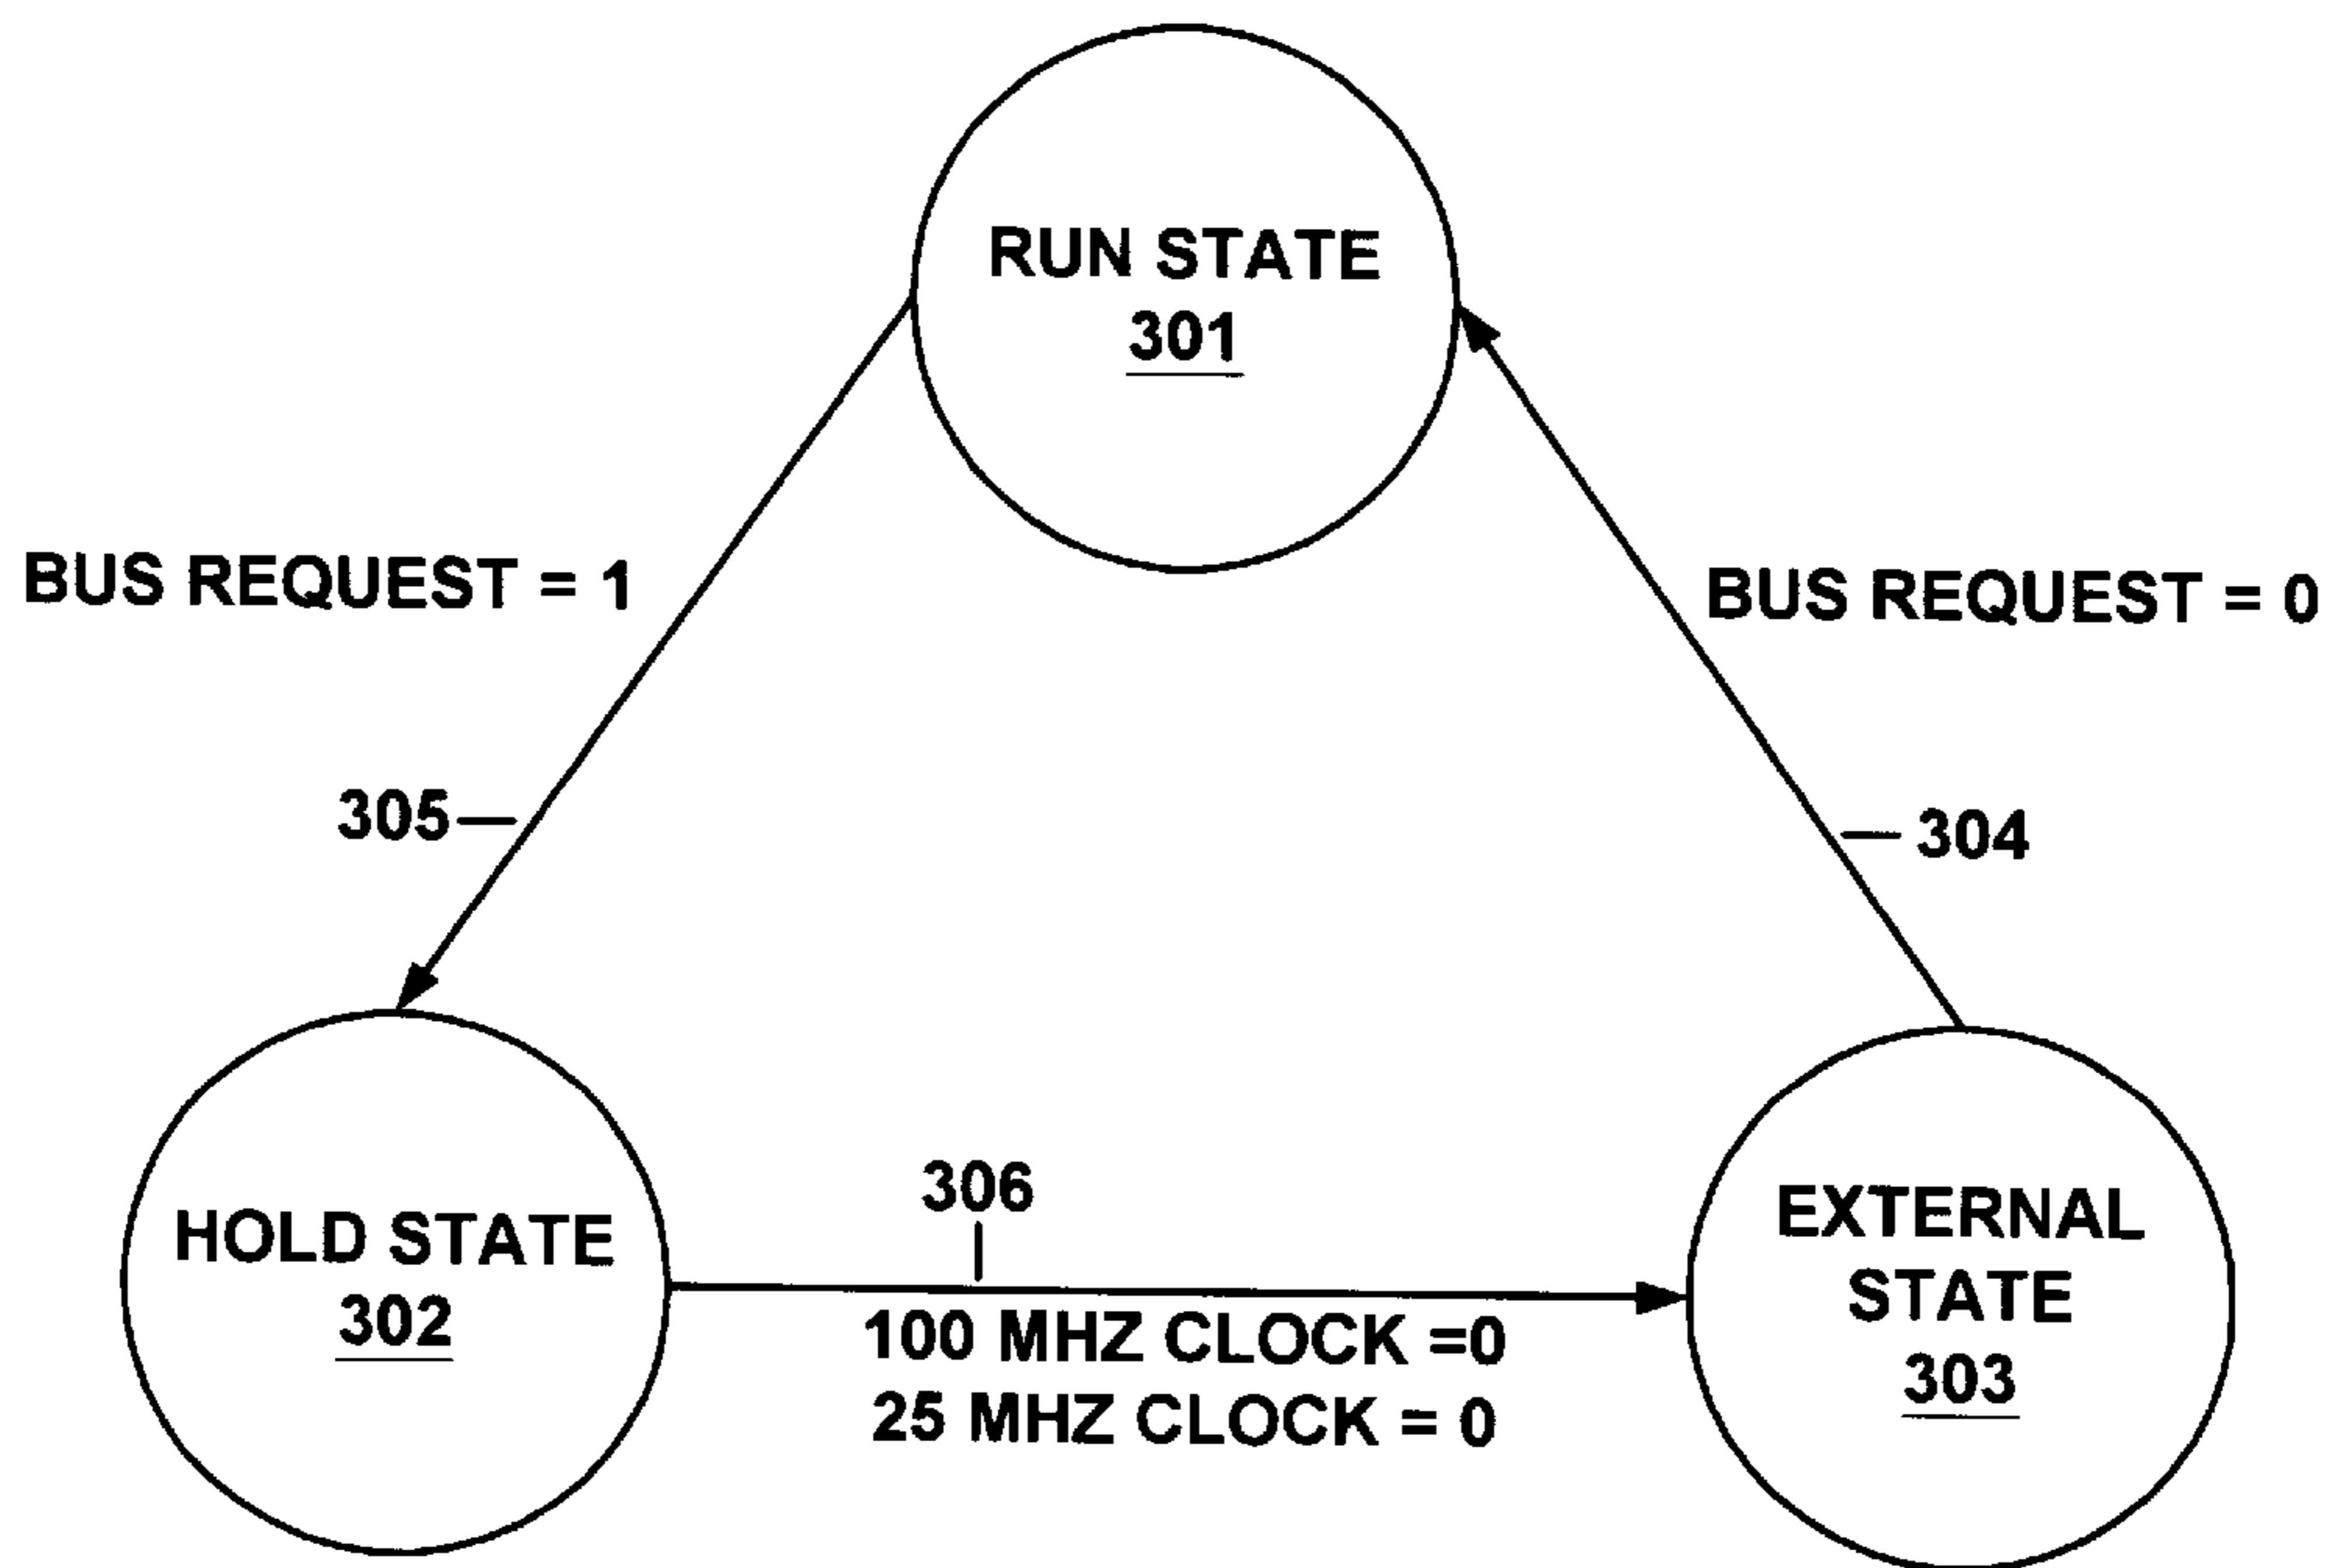 RUN STATE
301
BUS REQUEST = 1
BUS REQUEST = 0
305
304
306
HOLD STATE
302
100 MHZ CLOCK =0
25 MHZ CLOCK = 0
EXTERNAL
STATE
303